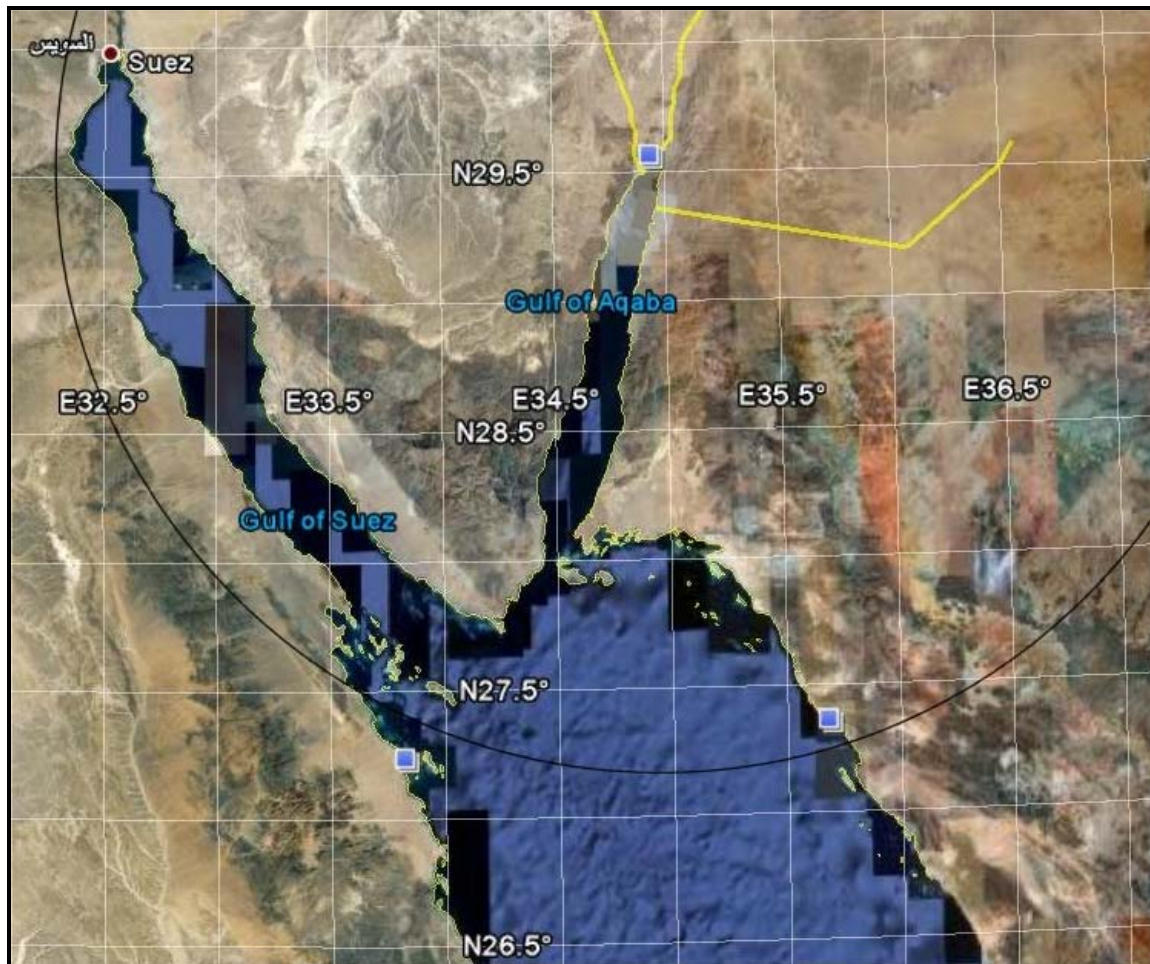 السويس
Suez
N29.5°
Gulf of Aqaba
E32.5°
E33.5°
E34.5°
E35.5°
E36.5°
N28.5°
Gulf of Suez
N27.5°
N26.5°